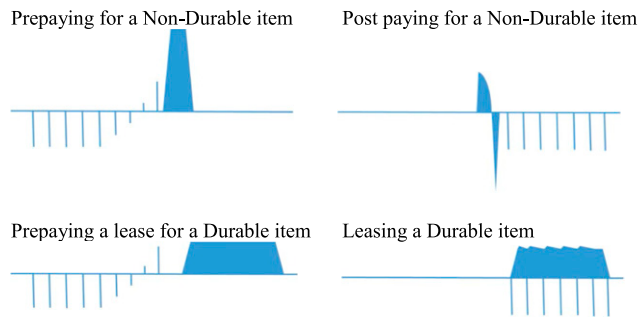 Prepaying for a Non-Durable item
Post paying for a Non-Durable item
Prepaying a lease for a Durable item
Leasing a Durable item